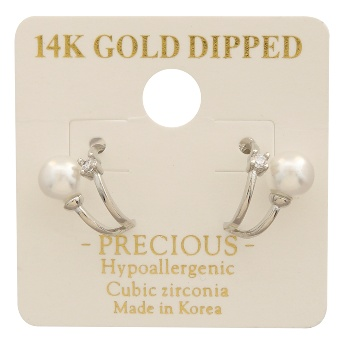 14K GOLD DIPPED
- PRECIOUS -
Hypoallergenic
Cubic zirconia
Made in Korea